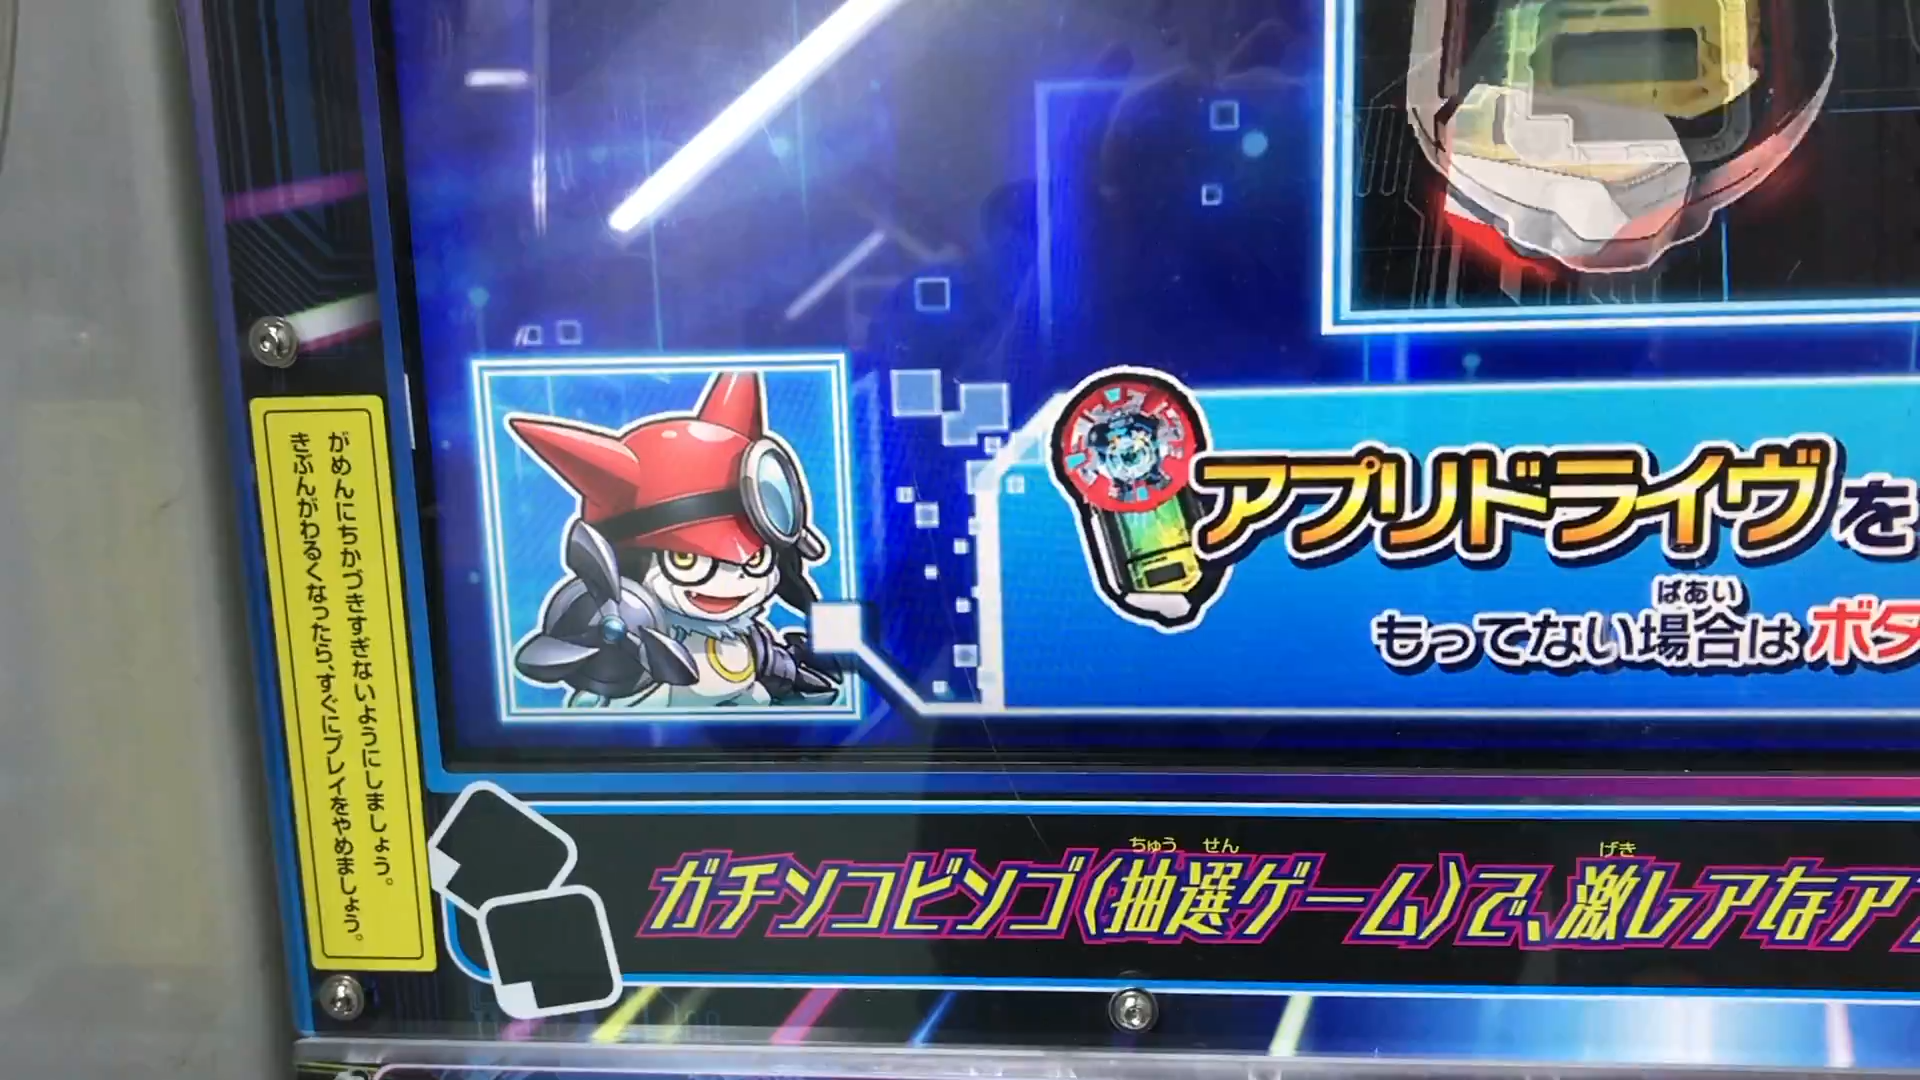 アプリドライヴを
ばあい
もってない場合はボタ
がめんにちかづきすぎないようにしましょう。
きぶんがわるくなったら、すぐにプレイをやめましょう。
ちゅう せん げき
ガチンコビンゴ(抽選ゲーム)で、激レアなア